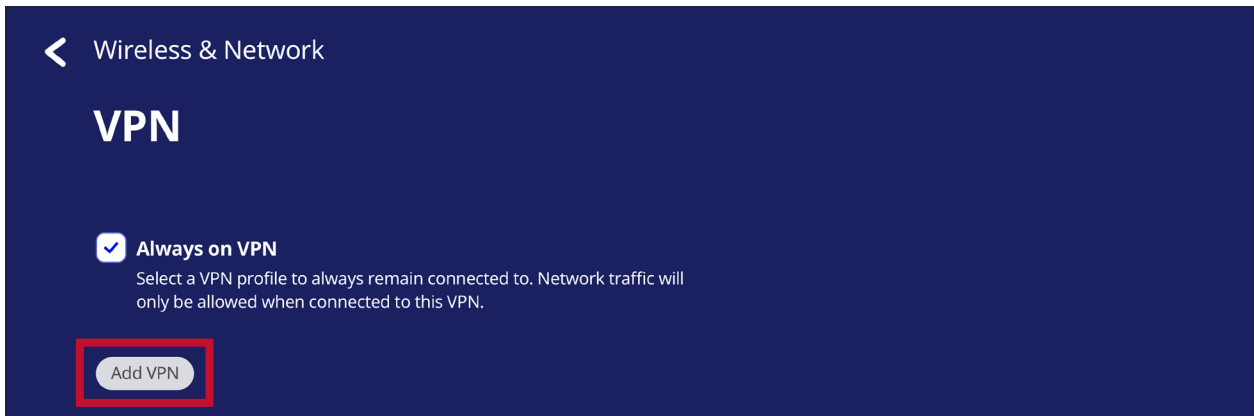 Wireless & Network
VPN
Always on VPN
Select a VPN profile to always remain connected to. Network traffic will
only be allowed when connected to this VPN.
Add VPN